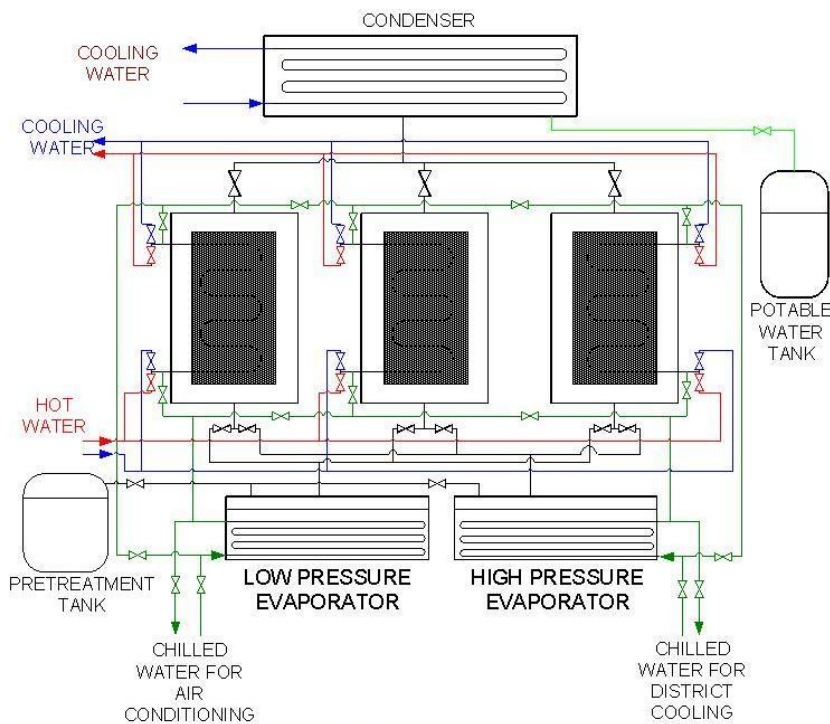 CONDENSER
COOLING
WATER
COOLING
WATER
POTABLE
WATER
TANK
HOT
WATER
PRETREATMENT
TANK
LOW PRESSURE
EVAPORATOR
HIGH PRESSURE
EVAPORATOR
CHILLED
WATER FOR
AIR
CONDITIONING
CHILLED
WATER FOR
DISTRICT
COOLING